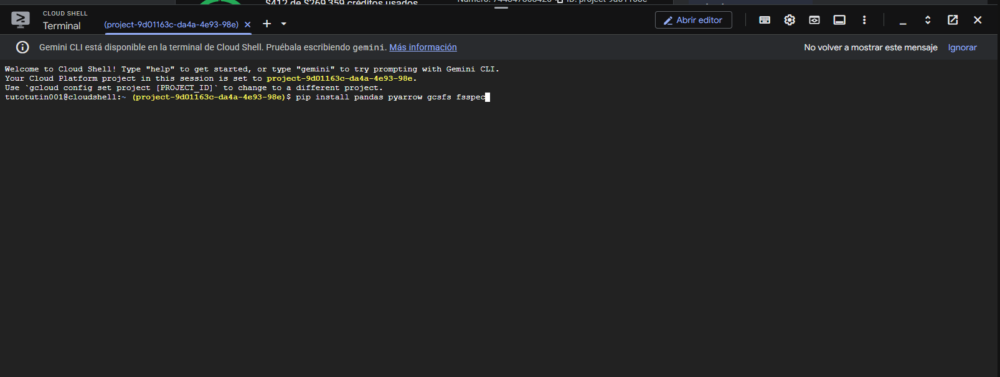 $412 de $269,359 créditos usados
CLOUD SHELL
Terminal
(project-9d01163c-da4a-4e93-98e)
Abrir editor
Gemini CLI está disponible en la terminal de Cloud Shell. Pruébala escribiendo gemini. Más información
No volver a mostrar este mensaje
Ignorar
Welcome to Cloud Shell! Type "help" to get started, or type "gemini" to try prompting with Gemini CLI.
Your Cloud Platform project in this session is set to project-9d01163c-da4a-4e93-98e.
Use `gcloud config set project [PROJECT_ID]` to change to a different project.
tutotutin001@cloudshell:~ (project-9d01163c-da4a-4e93-98e)$ pip install pandas pyarrow gcsfs fsspec